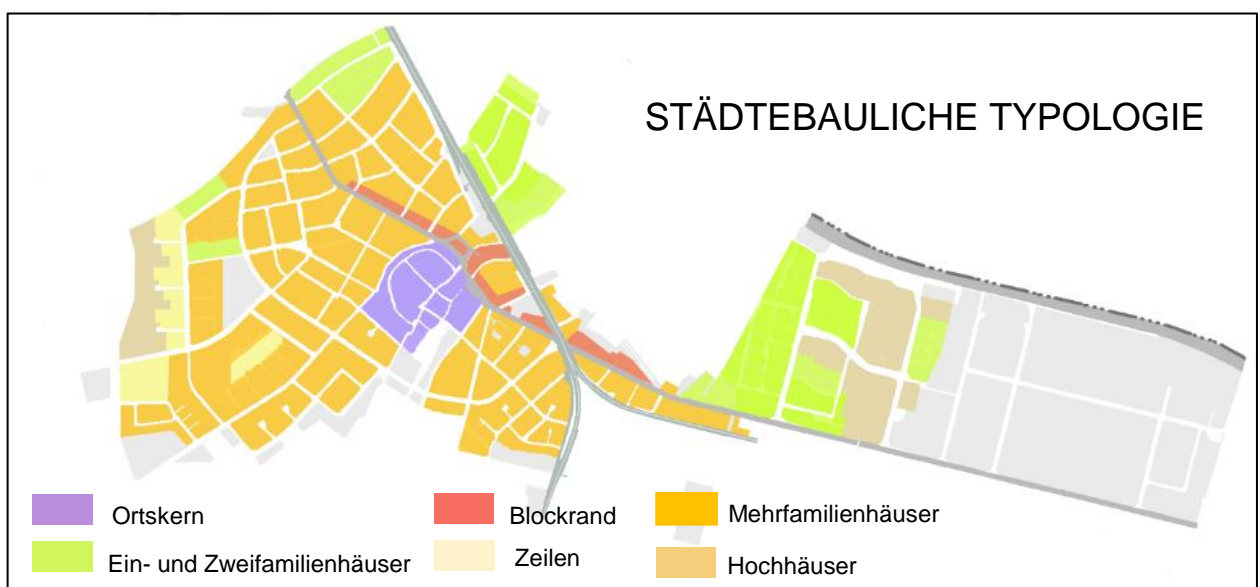 STÄDTEBAULICHE TYPOLOGIE
Ortskern
Blockrand
Mehrfamilienhäuser
Ein- und Zweifamilienhäuser
Zeilen
Hochhäuser